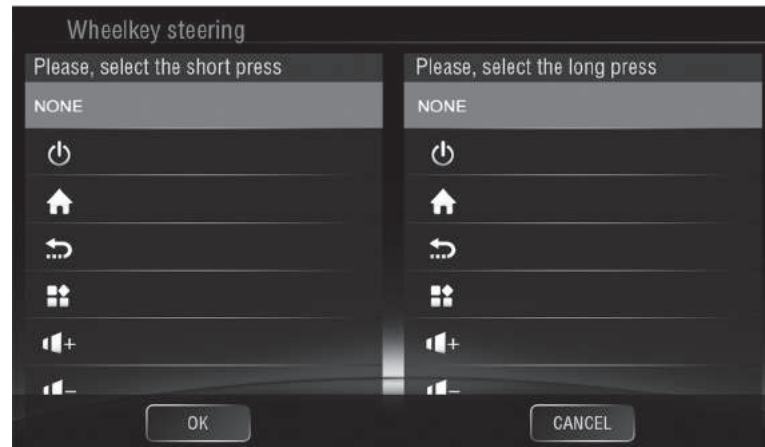 Wheelkey steering
Please, select the short press
Please, select the long press
NONE
NONE
+
+
−
−
OK
CANCEL